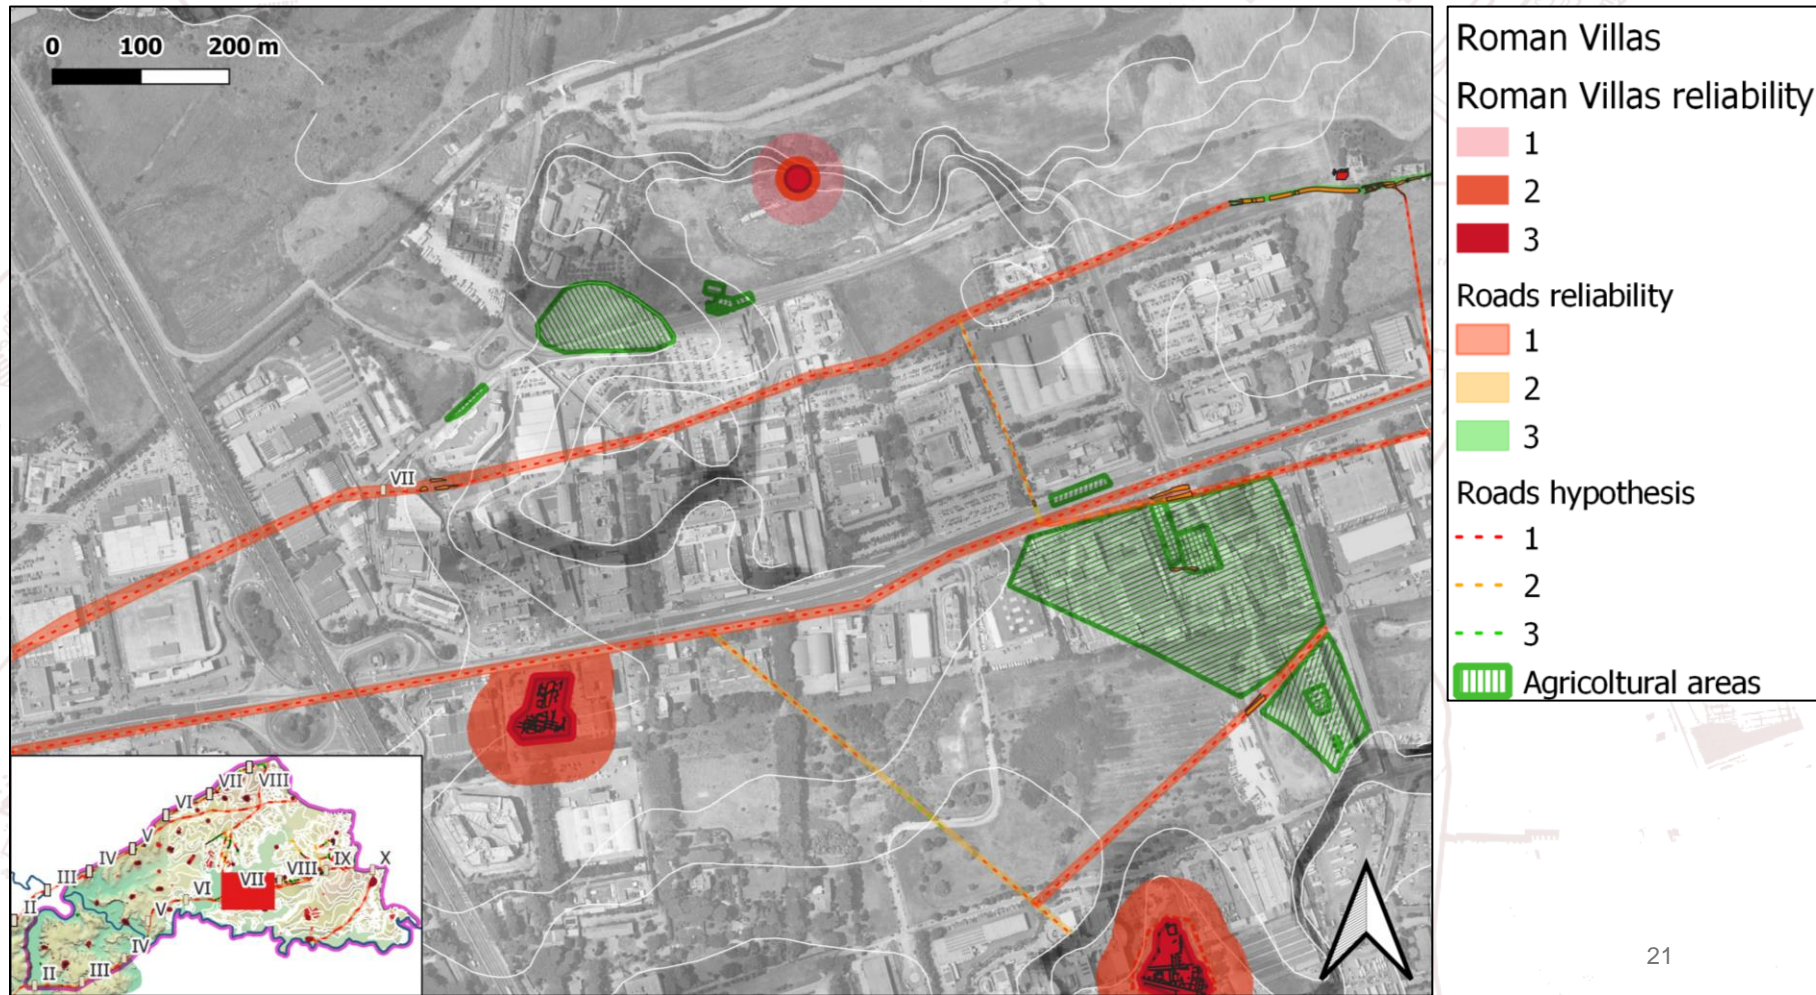 0 100 200 m
VII
VII VIII
VI
V
IV
III
II
VI
VII
VIII
IX
X
V
IV
III
II
Roman Villas
Roman Villas reliability
1
2
3
Roads reliability
1
2
3
Roads hypothesis
1
2
3
Agricoltural areas
21